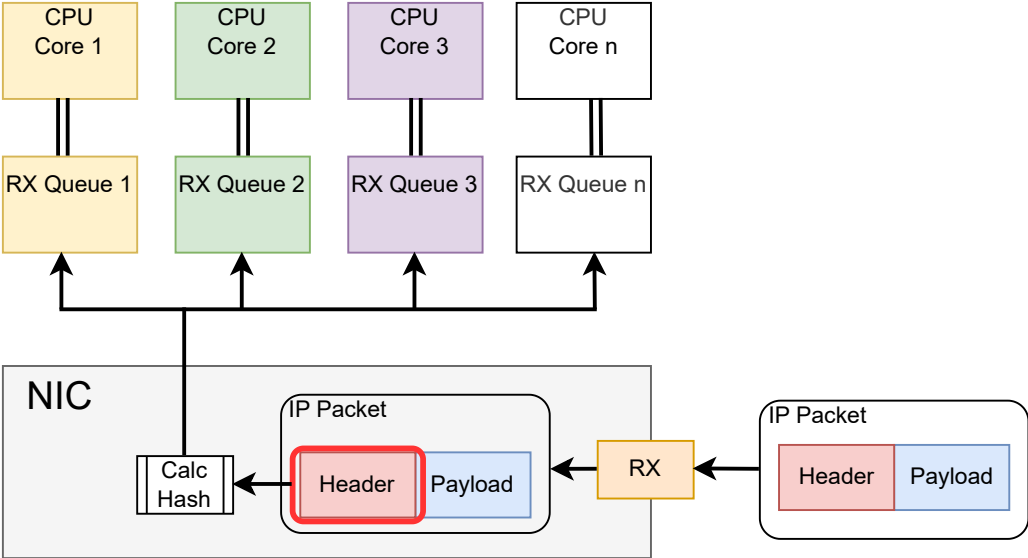 CPU
Core 1
CPU
Core 2
CPU
Core 3
CPU
Core n
RX Queue 1
RX Queue 2
RX Queue 3
RX Queue n
NIC
IP Packet
Calc
Hash
Header
Payload
RX
IP Packet
Header
Payload